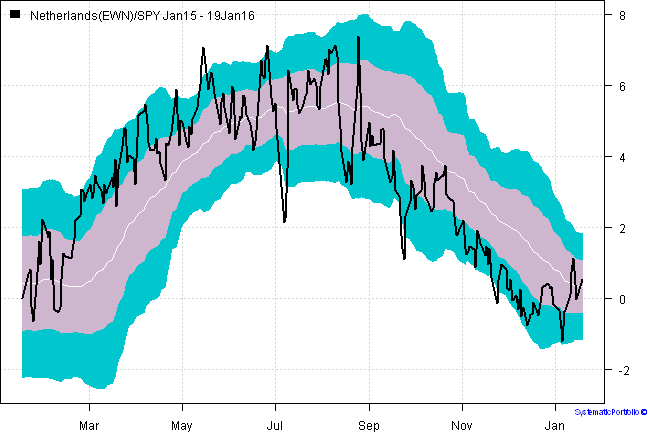 Netherlands(EWN)/SPY Jan15 - 19Jan16
8
6
4
2
0
-2
Mar May Jul Sep Nov Jan
SystematicPortfolio ©